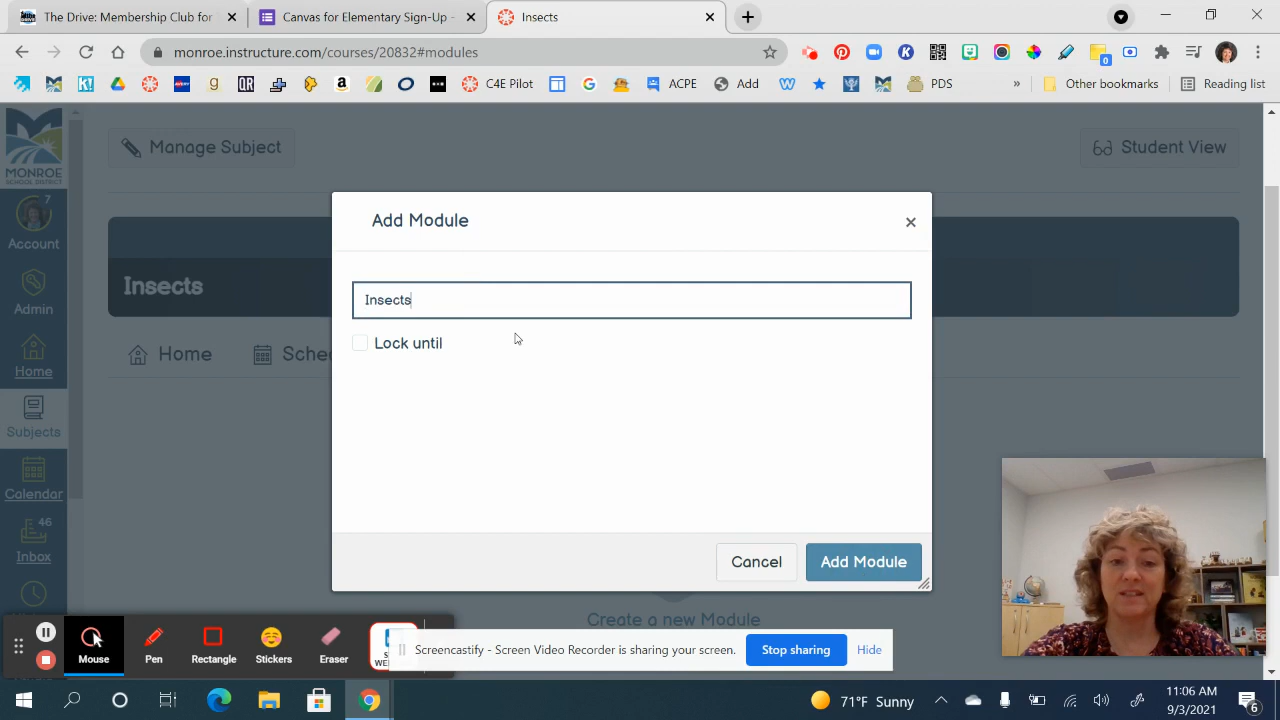 The Drive: Membership Club for
Canvas for Elementary Sign-Up -
Insects
monroe.instructure.com/courses/20832#modules
K!
g
QR
a
C4E Pilot
ACPE
Add
PDS
»
Other bookmarks
Reading list
0
MONROE
SCHOOL DISTRICT
Manage Subject
Student View
7
Account
Add Module
Insects
Insects
Admin
Lock until
Home
Home
Sche
Subjects
Calendar
46
Inbox
Cancel
Add Module
Create a new Module
Mouse
Pen
Rectangle
Stickers
Eraser
Screencastify - Screen Video Recorder is sharing your screen.
Stop sharing
Hide
71°F Sunny
11:06 AM
9/3/2021
6